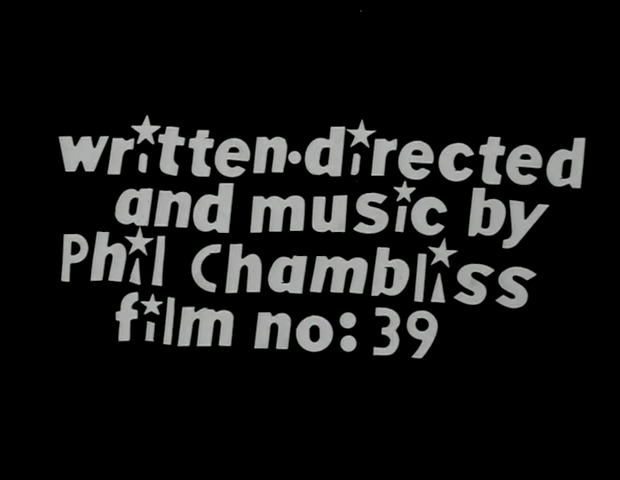 written·directed
and music by
Phil Chambliss
film no: 39